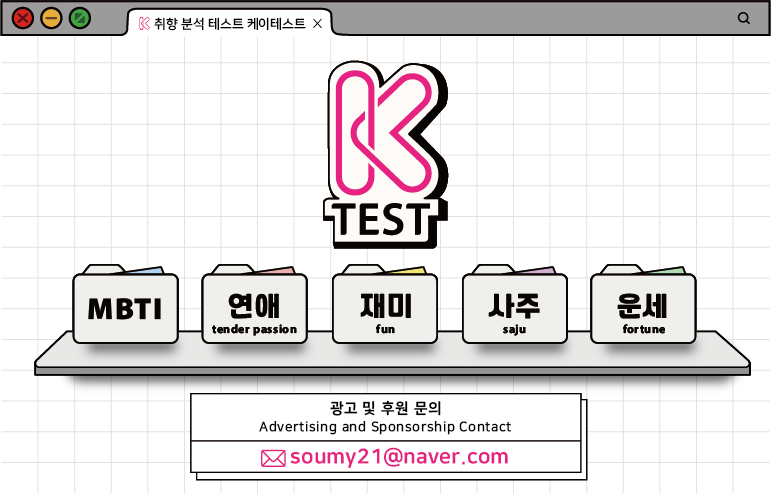 취향 분석 테스트 케이테스트
K
TEST
MBTI
연애
tender passion
재미
fun
사주
saju
운세
fortune
광고 및 후원 문의
Advertising and Sponsorship Contact
soumy21@naver.com